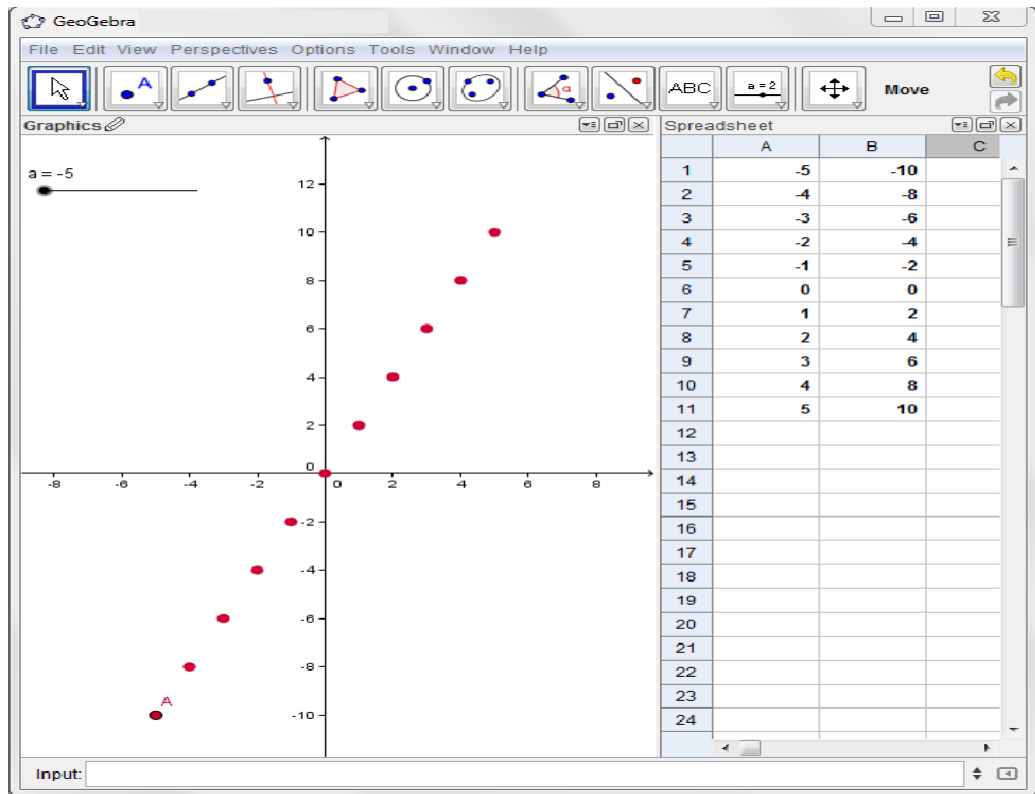 GeoGebra
File Edit View Perspectives Options Tools Window Help
A α ABC a = 2 Move
Graphics
a = -5
12
10
8
6
4
2
0
-8 -6 -4 -2 0 2 4 6 8
-2
-4
-6
-8
A
-10
Spreadsheet
A B C
1 -5 -10
2 -4 -8
3 -3 -6
4 -2 -4
5 -1 -2
6 0 0
7 1 2
8 2 4
9 3 6
10 4 8
11 5 10
12
13
14
15
16
17
18
19
20
21
22
23
24
Input: